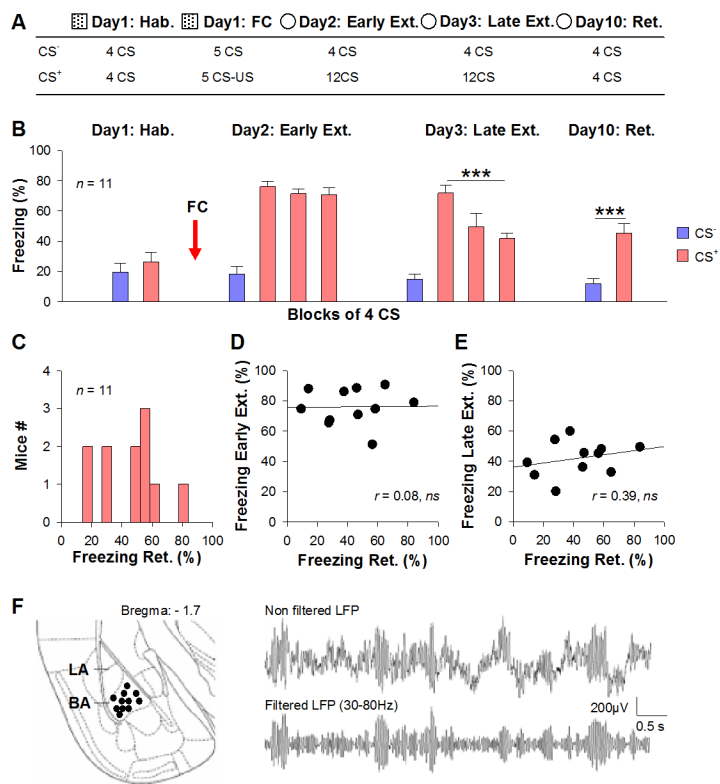 A Day1: Hab. Day1: FC Day2: Early Ext. Day3: Late Ext. Day10: Ret.
CS- 4 CS 5 CS 4 CS 4 CS 4 CS
CS+ 4 CS 5 CS-US 12CS 12CS 4 CS
B Day1: Hab. Day2: Early Ext. Day3: Late Ext. Day10: Ret.
Freezing (%)
100
80
60
40
20
0
n = 11
FC
***
***
CS-
CS+
Blocks of 4 CS
C
Mice #
4
3
2
1
0
n = 11
0 20 40 60 80 100
Freezing Ret. (%)
D
Freezing Early Ext. (%)
100
80
60
40
20
0
r = 0.08, ns
0 20 40 60 80 100
Freezing Ret. (%)
E
Freezing Late Ext. (%)
100
80
60
40
20
0
r = 0.39, ns
0 20 40 60 80 100
Freezing Ret. (%)
F
Bregma: - 1.7
LA
BA
Non filtered LFP
Filtered LFP (30-80Hz)
200µV
0.5 s